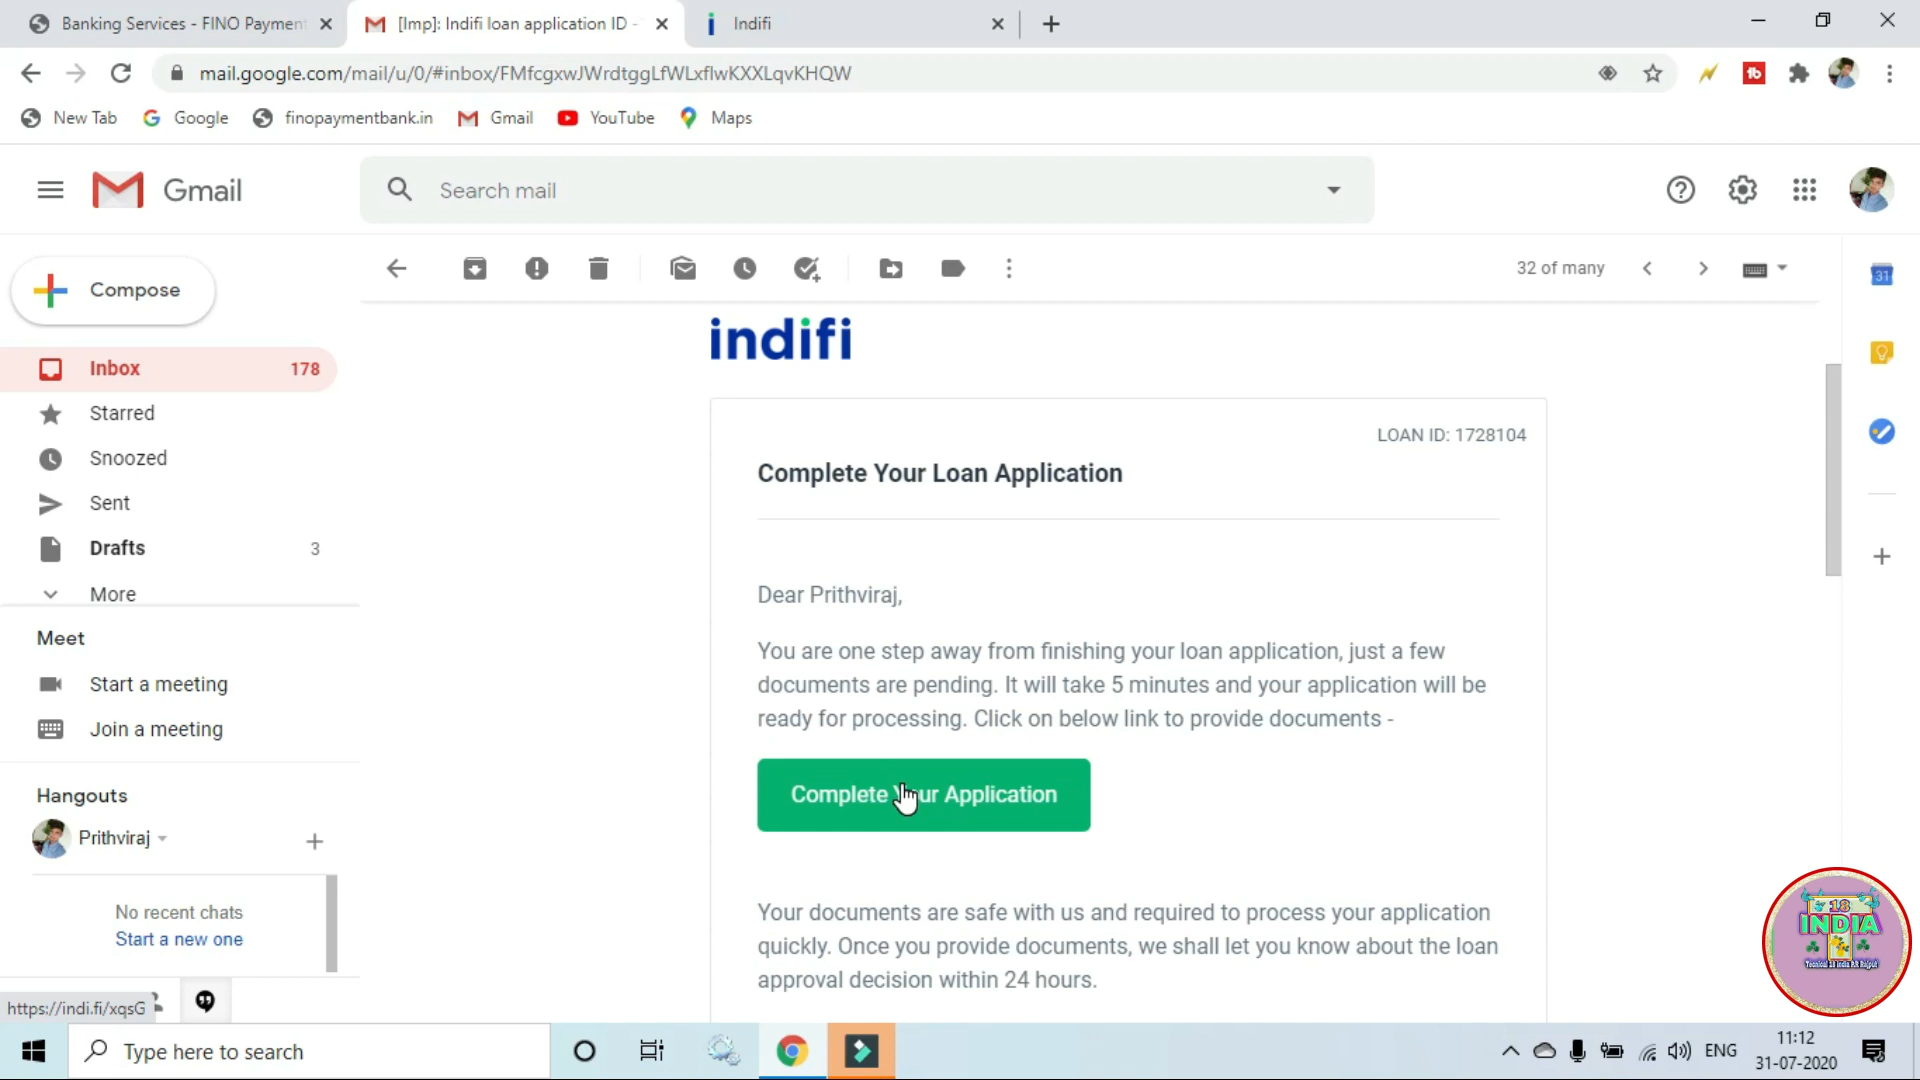 Banking Services - FINO Payment
[Imp]: Indifi loan application ID -
Indifi
mail.google.com/mail/u/0/#inbox/FMfcgxwJWrdtggLfWLxflwKXXLqvKHQW
New Tab
Google
finopaymentbank.in
Gmail
YouTube
Maps
Gmail
Search mail
Compose
32 of many
31
Inbox 178
Starred
Snoozed
Sent
Drafts 3
More
Meet
Start a meeting
Join a meeting
Hangouts
Prithviraj
No recent chats
Start a new one
https://indi.fi/xqsG
indifi
LOAN ID: 1728104
Complete Your Loan Application
Dear Prithviraj,
You are one step away from finishing your loan application, just a few
documents are pending. It will take 5 minutes and your application will be
ready for processing. Click on below link to provide documents -
Complete Your Application
Your documents are safe with us and required to process your application
quickly. Once you provide documents, we shall let you know about the loan
approval decision within 24 hours.
18
INDIA
Type here to search
ENG
11:12
31-07-2020